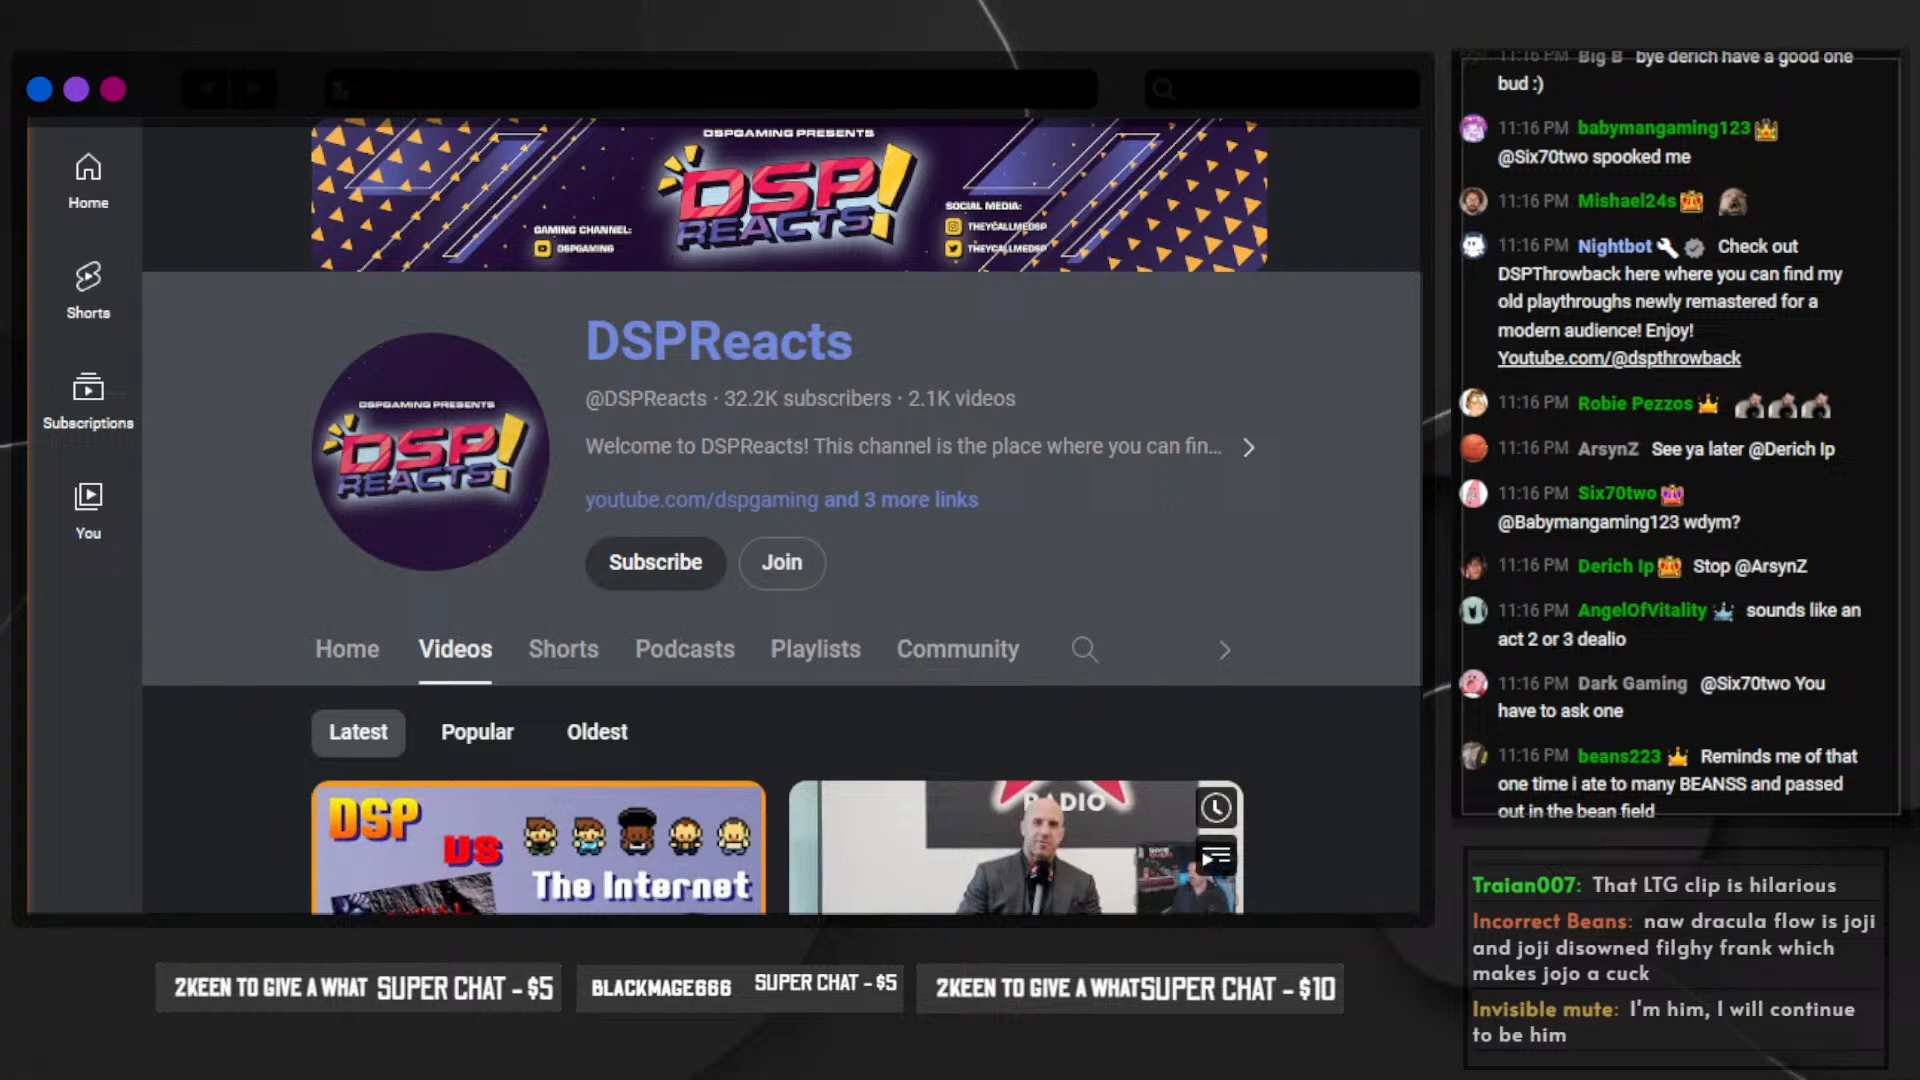 Home
Shorts
Subscriptions
You
DSPGAMING PRESENTS
DSP!
REACTS
GAMING CHANNEL:
DSPGAMING
SOCIAL MEDIA:
THEYCALLMEDSP
THEYCALLMEDSP
DSPGAMING PRESENTS
DSP!
REACTS
DSPReacts
@DSPReacts · 32.2K subscribers · 2.1K videos
Welcome to DSPReacts! This channel is the place where you can fin...
youtube.com/dspgaming and 3 more links
Subscribe
Join
Home
Videos
Shorts
Podcasts
Playlists
Community
Latest
Popular
Oldest
DSP
US
The Internet
RADIO
2KEEN TO GIVE A WHAT SUPER CHAT - $5
BLACKMAGE666 SUPER CHAT - $5
2KEEN TO GIVE A WHAT SUPER CHAT - $10
11:16 PM Big B bye derich have a good one
bud :)
11:16 PM babymangaming123
@Six70two spooked me
11:16 PM Mishael24s
11:16 PM Nightbot Check out
DSPThrowback here where you can find my
old playthroughs newly remastered for a
modern audience! Enjoy!
Youtube.com/@dspthrowback
11:16 PM Robie Pezzos
11:16 PM ArsynZ See ya later @Derich Ip
11:16 PM Six70two
@Babymangaming123 wdym?
11:16 PM Derich Ip Stop @ArsynZ
11:16 PM AngelOfVitality sounds like an
act 2 or 3 dealio
11:16 PM Dark Gaming @Six70two You
have to ask one
11:16 PM beans223 Reminds me of that
one time i ate to many BEANSS and passed
out in the bean field
Traian007: That LTG clip is hilarious
Incorrect Beans: naw dracula flow is joji
and joji disowned filghy frank which
makes jojo a cuck
Invisible mute: I'm him, I will continue
to be him